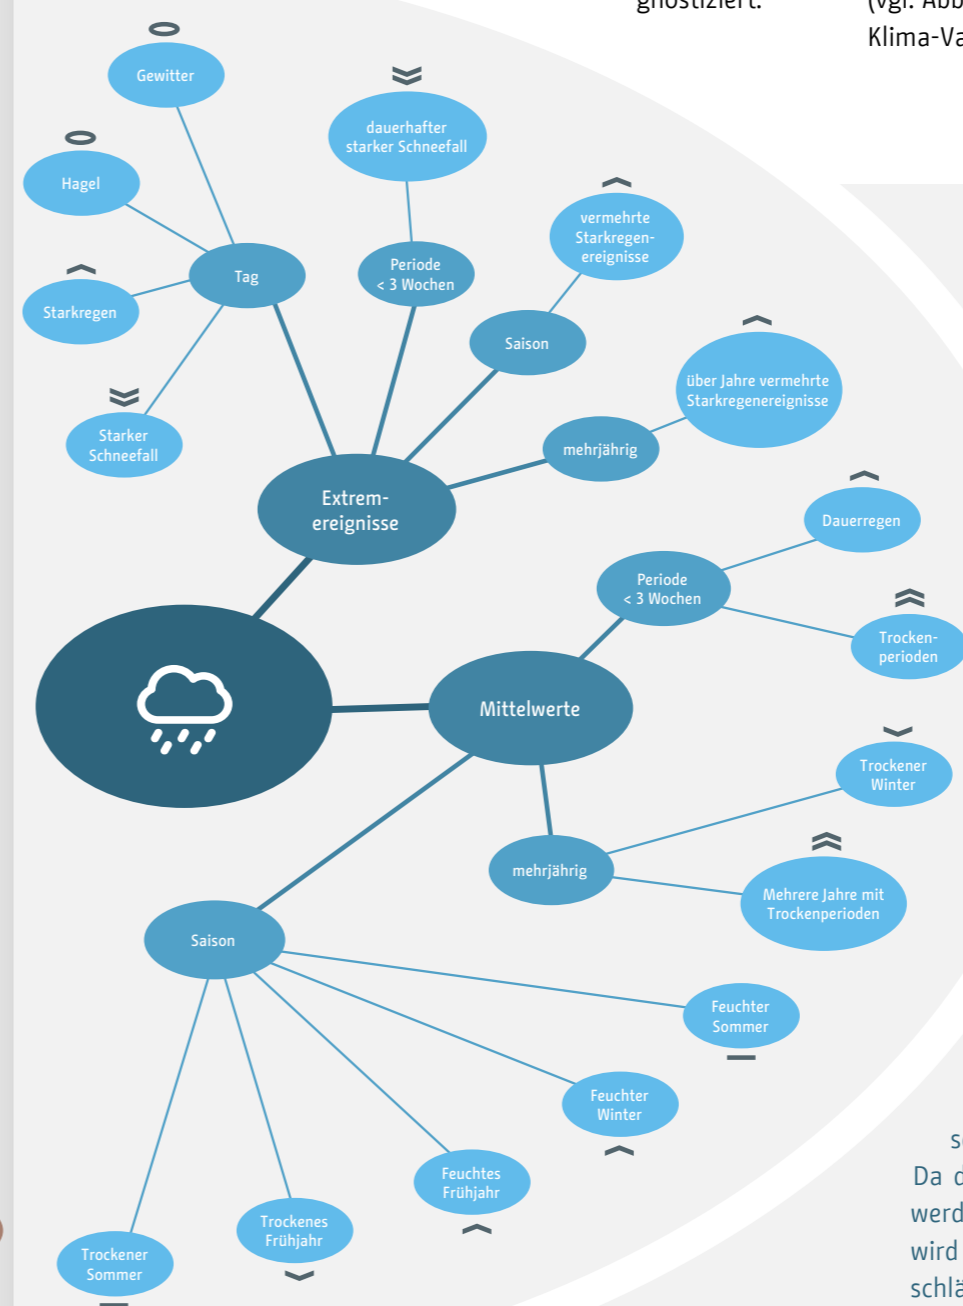 gnostiziert.
(vgl. Abb
Klima-Va
Gewitter
dauerhafter
starker Schneefall
Hagel
vermehrte
Starkregen-
ereignisse
Tag
Periode
< 3 Wochen
Starkregen
Saison
über Jahre vermehrte
Starkregenereignisse
Starker
Schneefall
mehrjährig
Extrem-
ereignisse
Dauerregen
Periode
< 3 Wochen
Trocken-
perioden
Mittelwerte
Trockener
Winter
mehrjährig
Mehrere Jahre mit
Trockenperioden
Saison
Feuchter
Sommer
Feuchter
Winter
Feuchtes
Frühjahr
Trockenes
Frühjahr
Trockener
Sommer
Da d
werd
wird
schlä